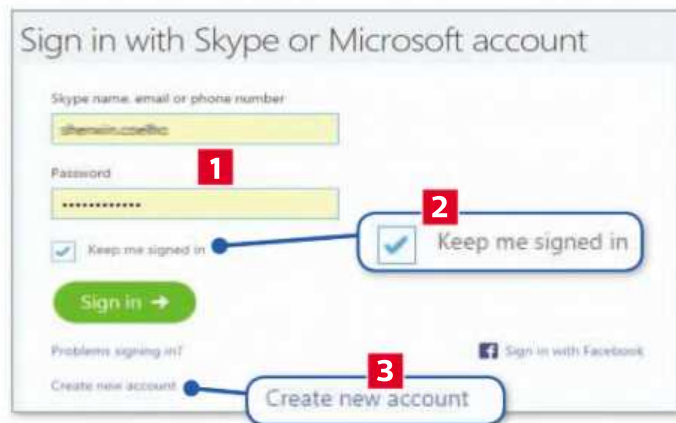 Sign in with Skype or Microsoft account
Skype name, email or phone number
Password
1
••••••••••••
2
Keep me signed in
Keep me signed in
Sign in →
Problems signing in?
Sign in with Facebook
3
Create new account
Create new account